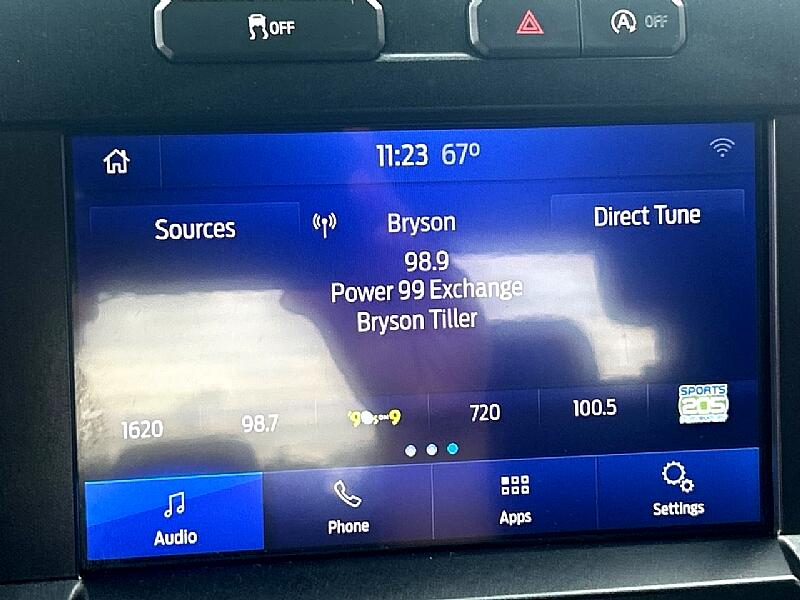 OFF
A OFF
11:23 67°
Sources Bryson Direct Tune
98.9
Power 99 Exchange
Bryson Tiller
1620 98.7 720 100.5 SPORTS 205
Audio Phone Apps Settings